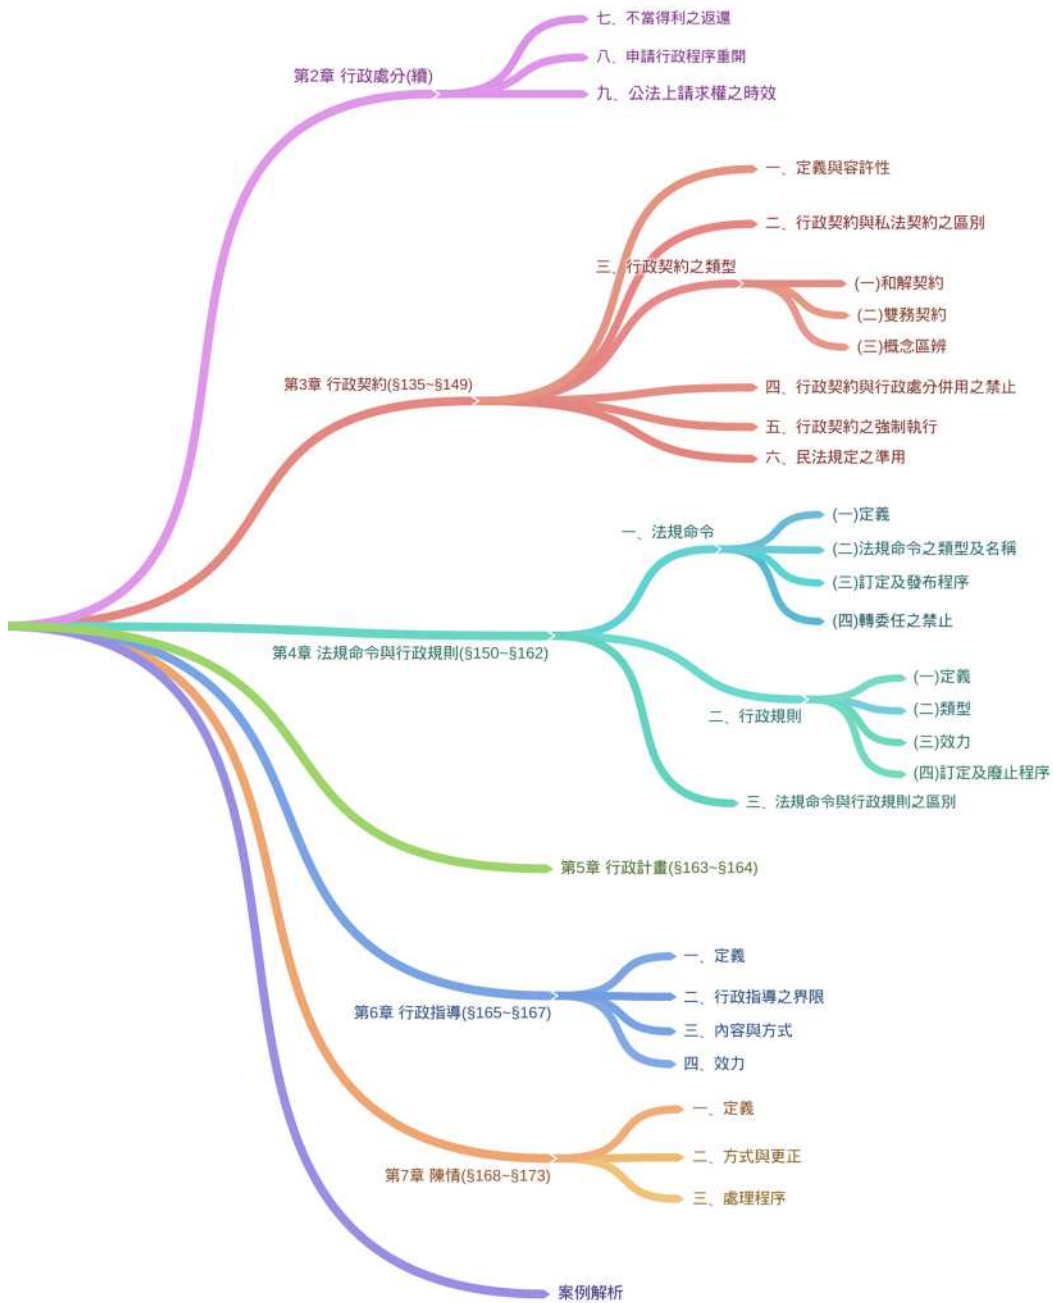 第2章 行政處分(續)
七、不當得利之返還
八、申請行政程序重開
九、公法上請求權之時效
第3章 行政契約(§135~§149)
一、定義與容許性
二、行政契約與私法契約之區別
三、行政契約之類型
(一)和解契約
(二)雙務契約
(三)概念區辨
四、行政契約與行政處分併用之禁止
五、行政契約之強制執行
六、民法規定之準用
第4章 法規命令與行政規則(§150~§162)
一、法規命令
(一)定義
(二)法規命令之類型及名稱
(三)訂定及發布程序
(四)轉委任之禁止
二、行政規則
(一)定義
(二)類型
(三)效力
(四)訂定及廢止程序
三、法規命令與行政規則之區別
第5章 行政計畫(§163~§164)
第6章 行政指導(§165~§167)
一、定義
二、行政指導之界限
三、內容與方式
四、效力
第7章 陳情(§168~§173)
一、定義
二、方式與更正
三、處理程序
案例解析